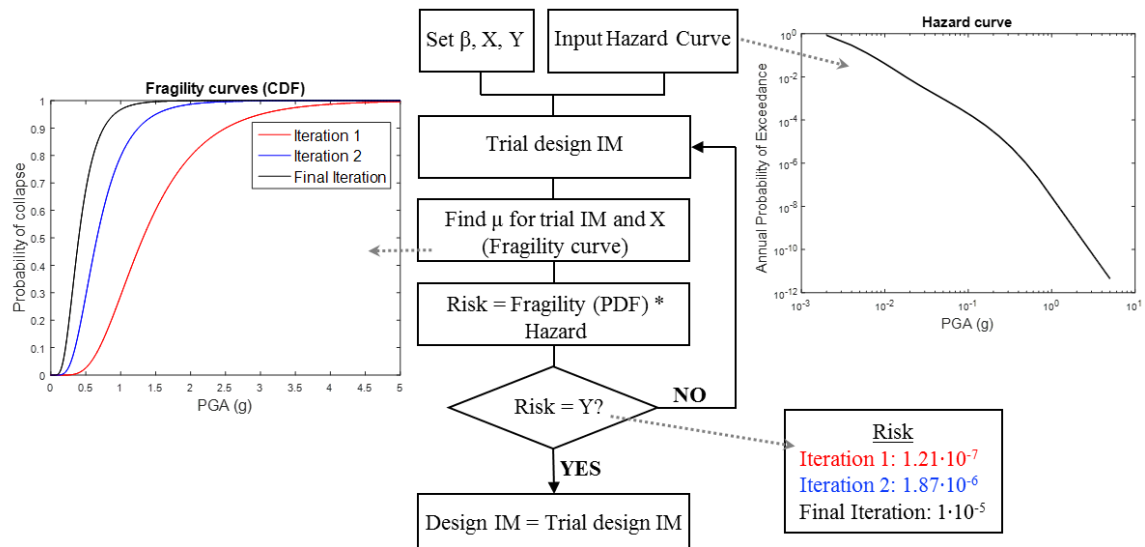 Set β, X, Y
Input Hazard Curve
Trial design IM
Find μ for trial IM and X
(Fragility curve)
Risk = Fragility (PDF) *
Hazard
Risk = Y?
NO
YES
Design IM = Trial design IM
Fragility curves (CDF)
Probability of collapse
1
0.9
0.8
0.7
0.6
0.5
0.4
0.3
0.2
0.1
0
Iteration 1
Iteration 2
Final Iteration
0 0.5 1 1.5 2 2.5 3 3.5 4 4.5 5
PGA (g)
Hazard curve
Annual Probability of Exceedance
10⁰
10⁻²
10⁻⁴
10⁻⁶
10⁻⁸
10⁻¹⁰
10⁻¹²
10⁻³ 10⁻² 10⁻¹ 10⁰ 10¹
PGA (g)
Risk
Iteration 1: 1.21·10⁻⁷
Iteration 2: 1.87·10⁻⁶
Final Iteration: 1·10⁻⁵